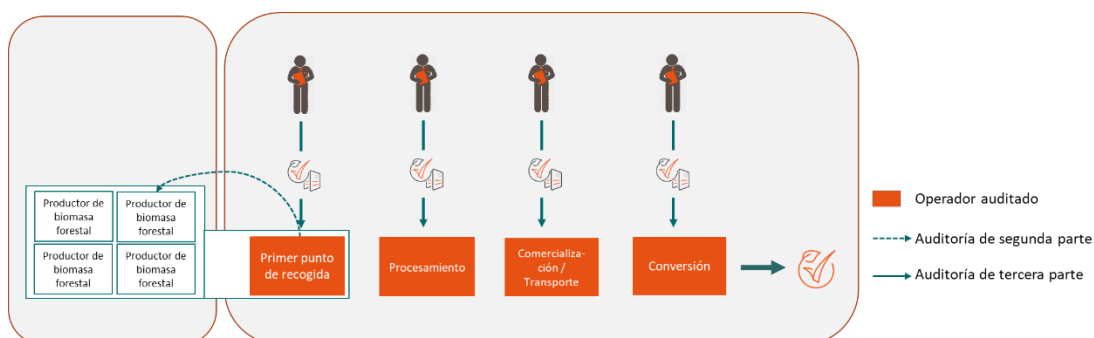 Productor de
biomasa
forestal
Productor de
biomasa
forestal
Productor de
biomasa
forestal
Productor de
biomasa
forestal
Primer punto
de recogida
Procesamiento
Comercializa-
ción /
Transporte
Conversión
Operador auditado
Auditoría de segunda parte
Auditoría de tercera parte